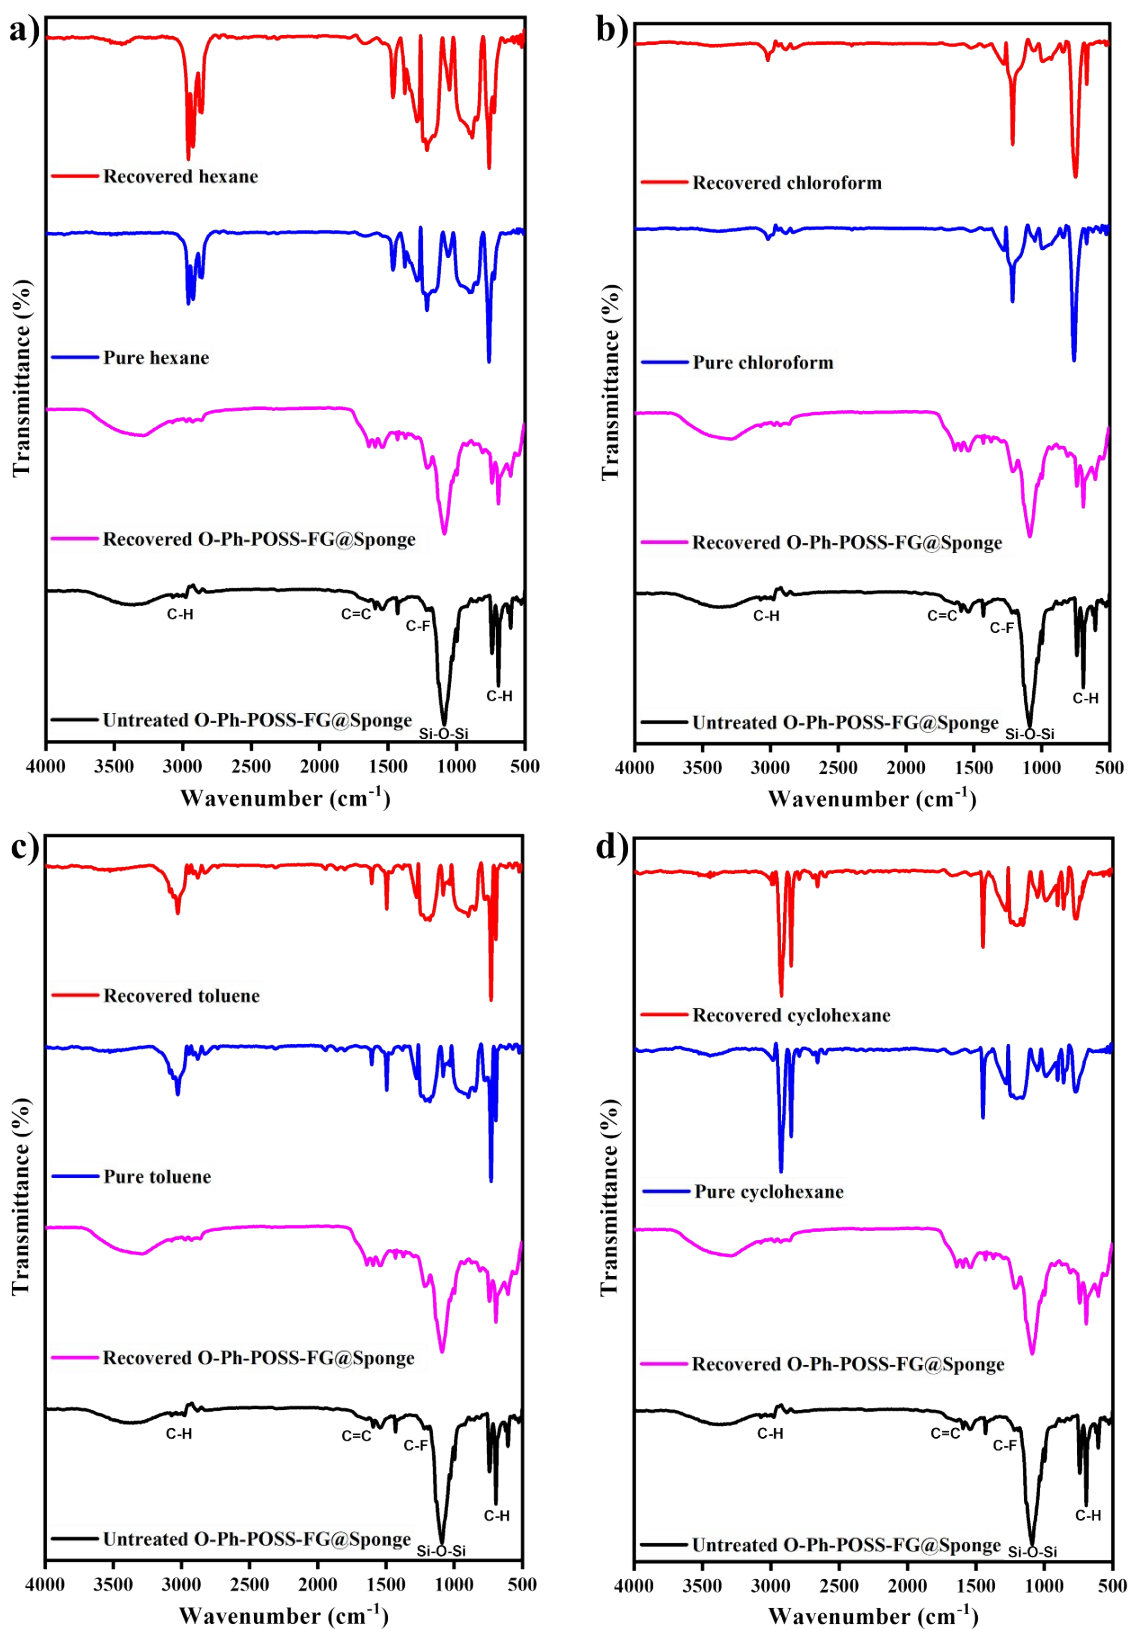 a)
Recovered hexane
Pure hexane
Recovered O-Ph-POSS-FG@Sponge
C-H
C=C
C-F
C-H
Untreated O-Ph-POSS-FG@Sponge
Si-O-Si
4000 3500 3000 2500 2000 1500 1000 500
Wavenumber (cm-1)
Transmittance (%)
b)
Recovered chloroform
Pure chloroform
Recovered O-Ph-POSS-FG@Sponge
C-H
C=C
C-F
C-H
Untreated O-Ph-POSS-FG@Sponge
Si-O-Si
4000 3500 3000 2500 2000 1500 1000 500
Wavenumber (cm-1)
Transmittance (%)
c)
Recovered toluene
Pure toluene
Recovered O-Ph-POSS-FG@Sponge
C-H
C=C
C-F
C-H
Untreated O-Ph-POSS-FG@Sponge
Si-O-Si
4000 3500 3000 2500 2000 1500 1000 500
Wavenumber (cm-1)
Transmittance (%)
d)
Recovered cyclohexane
Pure cyclohexane
Recovered O-Ph-POSS-FG@Sponge
C-H
C=C
C-F
C-H
Untreated O-Ph-POSS-FG@Sponge
Si-O-Si
4000 3500 3000 2500 2000 1500 1000 500
Wavenumber (cm-1)
Transmittance (%)